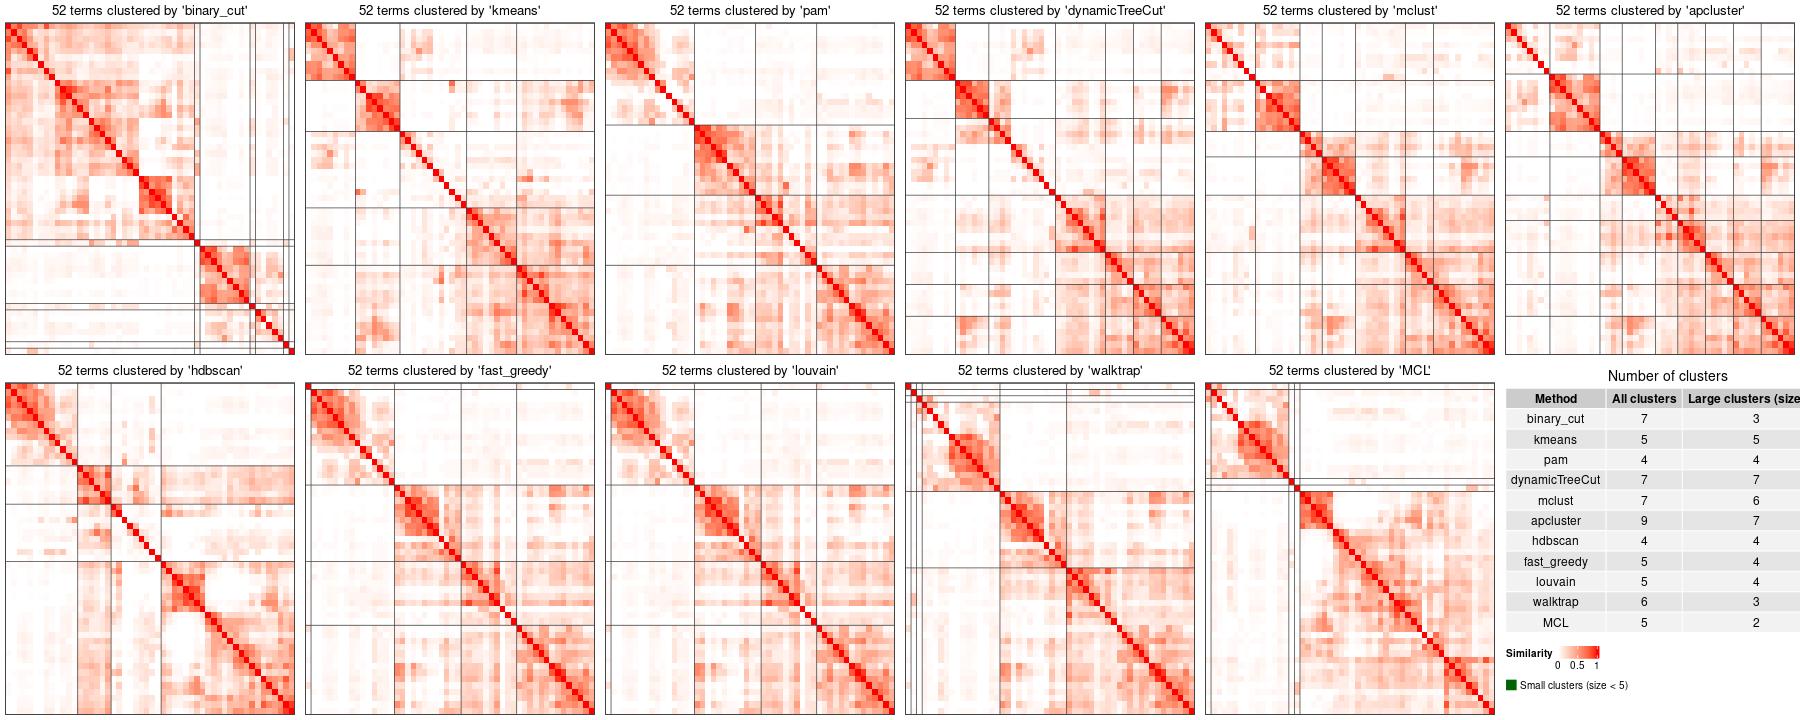 52 terms clustered by 'binary_cut'
52 terms clustered by 'kmeans'
52 terms clustered by 'pam'
52 terms clustered by 'dynamicTreeCut'
52 terms clustered by 'mclust'
52 terms clustered by 'apcluster'
52 terms clustered by 'hdbscan'
52 terms clustered by 'fast_greedy'
52 terms clustered by 'louvain'
52 terms clustered by 'walktrap'
52 terms clustered by 'MCL'
Number of clusters
Method All clusters Large clusters (size
binary_cut 7 3
kmeans 5 5
pam 4 4
dynamicTreeCut 7 7
mclust 7 6
apcluster 9 7
hdbscan 4 4
fast_greedy 5 4
louvain 5 4
walktrap 6 3
MCL 5 2
Similarity
0 0.5 1
Small clusters (size < 5)